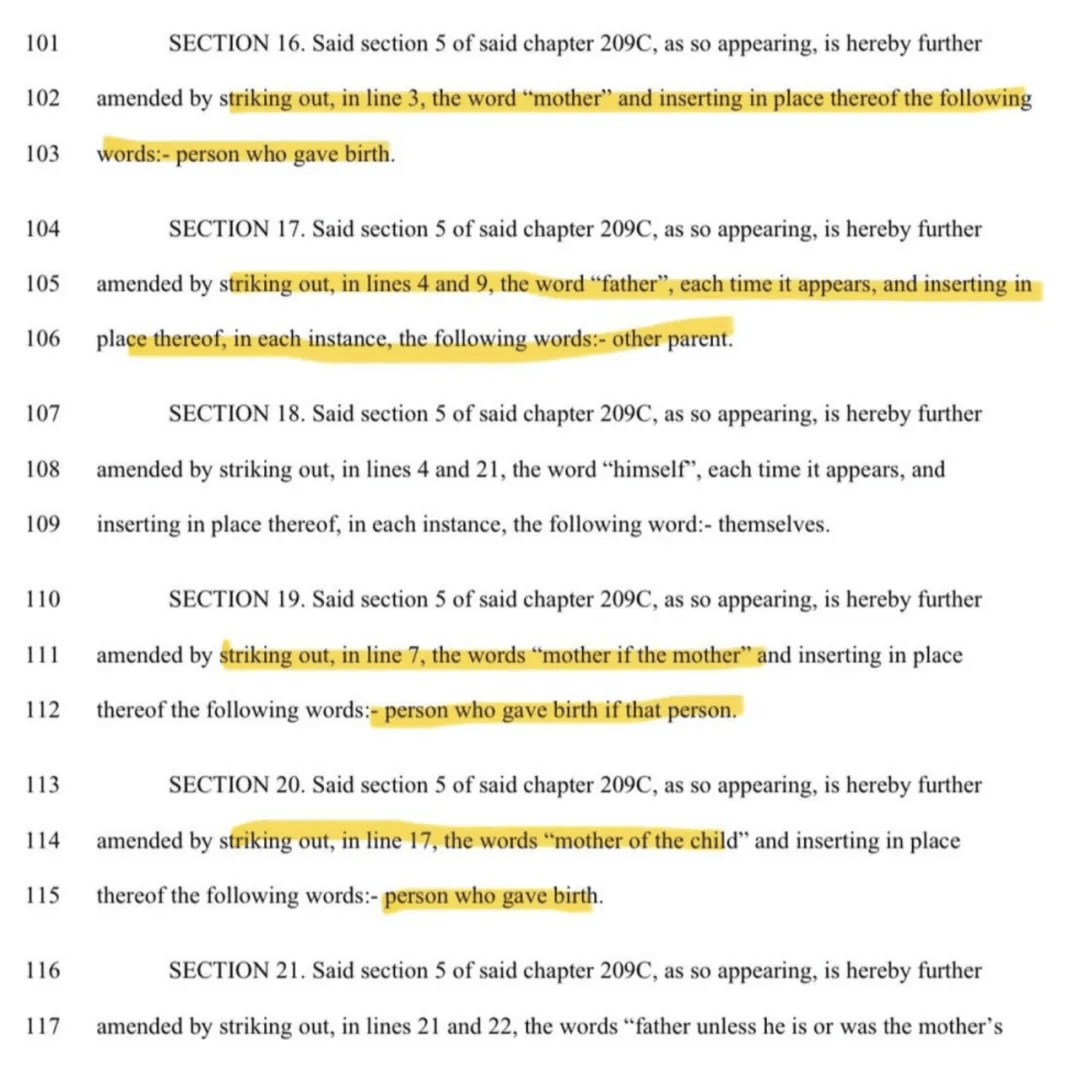 101 SECTION 16. Said section 5 of said chapter 209C, as so appearing, is hereby further
102 amended by striking out, in line 3, the word “mother” and inserting in place thereof the following
103 words:- person who gave birth.
104 SECTION 17. Said section 5 of said chapter 209C, as so appearing, is hereby further
105 amended by striking out, in lines 4 and 9, the word “father”, each time it appears, and inserting in
106 place thereof, in each instance, the following words:- other parent.
107 SECTION 18. Said section 5 of said chapter 209C, as so appearing, is hereby further
108 amended by striking out, in lines 4 and 21, the word “himself”, each time it appears, and
109 inserting in place thereof, in each instance, the following word:- themselves.
110 SECTION 19. Said section 5 of said chapter 209C, as so appearing, is hereby further
111 amended by striking out, in line 7, the words “mother if the mother” and inserting in place
112 thereof the following words:- person who gave birth if that person.
113 SECTION 20. Said section 5 of said chapter 209C, as so appearing, is hereby further
114 amended by striking out, in line 17, the words “mother of the child” and inserting in place
115 thereof the following words:- person who gave birth.
116 SECTION 21. Said section 5 of said chapter 209C, as so appearing, is hereby further
117 amended by striking out, in lines 21 and 22, the words “father unless he is or was the mother’s